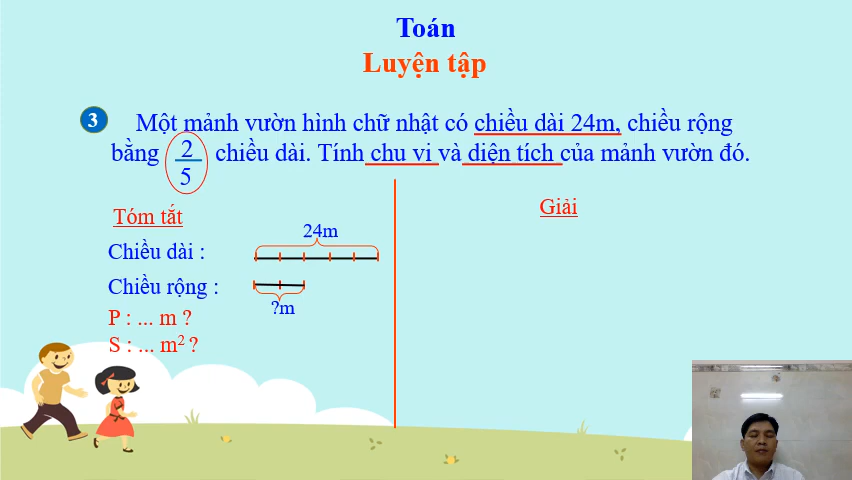 Toán
Luyện tập
3 Một mảnh vườn hình chữ nhật có chiều dài 24m, chiều rộng
bằng 2/5 chiều dài. Tính chu vi và diện tích của mảnh vườn đó.
Tóm tắt
Giải
24m
Chiều dài :
Chiều rộng :
?m
P : ... m ?
S : ... m² ?